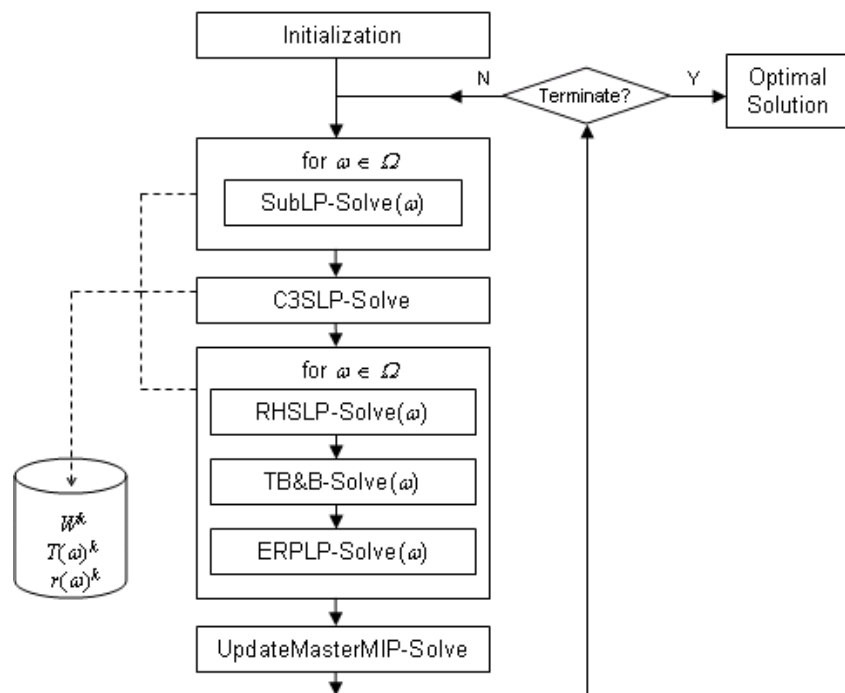 Initialization
N
Terminate?
Y
Optimal
Solution
for ω ∈ Ω
SubLP-Solve(ω)
C3SLP-Solve
for ω ∈ Ω
RHSLP-Solve(ω)
TB&B-Solve(ω)
ERPLP-Solve(ω)
W^k
T(ω)^k
r(ω)^k
UpdateMasterMIP-Solve